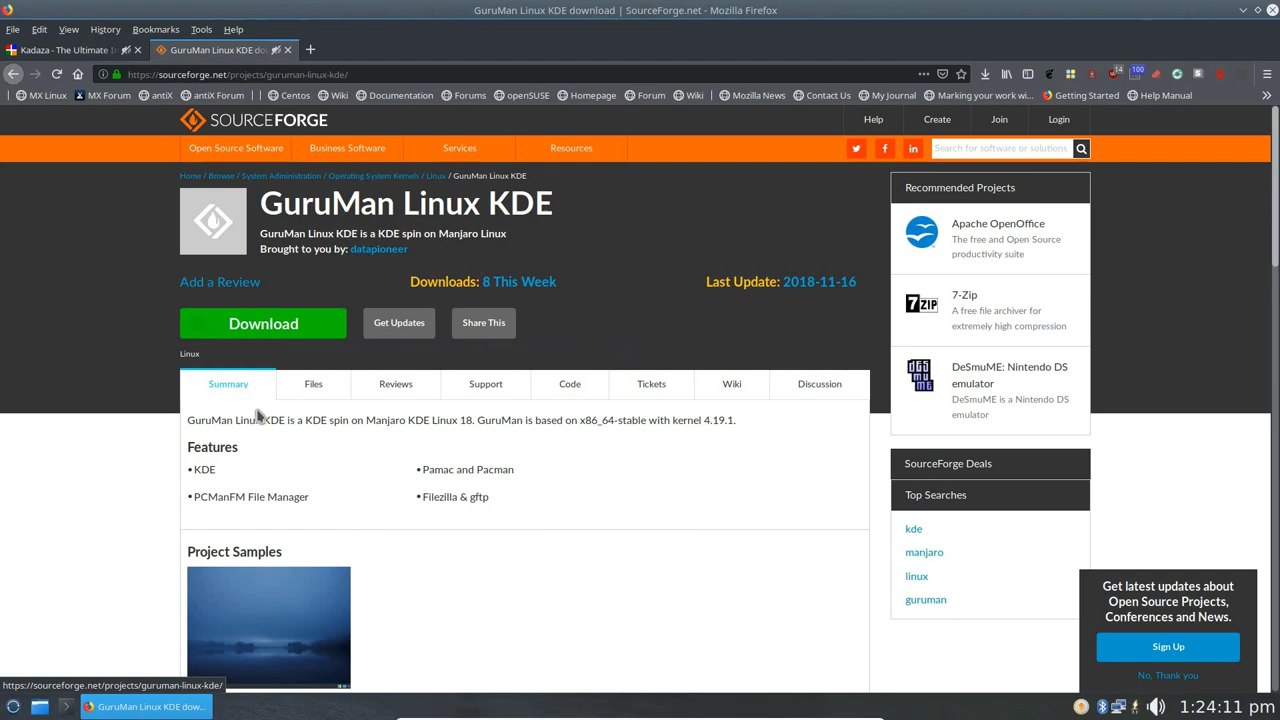 GuruMan Linux KDE download | SourceForge.net - Mozilla Firefox
File Edit View History Bookmarks Tools Help
Kadaza - The Ultimate In
GuruMan Linux KDE do
https://sourceforge.net/projects/guruman-linux-kde/
14
100
MX Linux MX Forum antiX antiX Forum Centos Wiki Documentation Forums openSUSE Homepage Forum Wiki Mozilla News Contact Us My Journal Marking your work wi… Getting Started Help Manual
SOURCEFORGE
Help Create Join Login
Open Source Software Business Software Services Resources
Search for software or solutions
Home / Browse / System Administration / Operating System Kernels / Linux / GuruMan Linux KDE
GuruMan Linux KDE
GuruMan Linux KDE is a KDE spin on Manjaro Linux
Brought to you by: datapioneer
Add a Review
Downloads: 8 This Week
Last Update: 2018-11-16
Download
Get Updates
Share This
Linux
Summary Files Reviews Support Code Tickets Wiki Discussion
GuruMan Linux KDE is a KDE spin on Manjaro KDE Linux 18. GuruMan is based on x86_64-stable with kernel 4.19.1.
Features
• KDE
• Pamac and Pacman
• PCManFM File Manager
• Filezilla & gftp
Project Samples
Recommended Projects
Apache OpenOffice
The free and Open Source
productivity suite
7ZIP
7-Zip
A free file archiver for
extremely high compression
DeSmuME: Nintendo DS
emulator
DeSmuME is a Nintendo DS
emulator
SourceForge Deals
Top Searches
kde
manjaro
linux
guruman
Get latest updates about
Open Source Projects,
Conferences and News.
Sign Up
No, Thank you
https://sourceforge.net/projects/guruman-linux-kde/
GuruMan Linux KDE dow...
1:24:11 pm